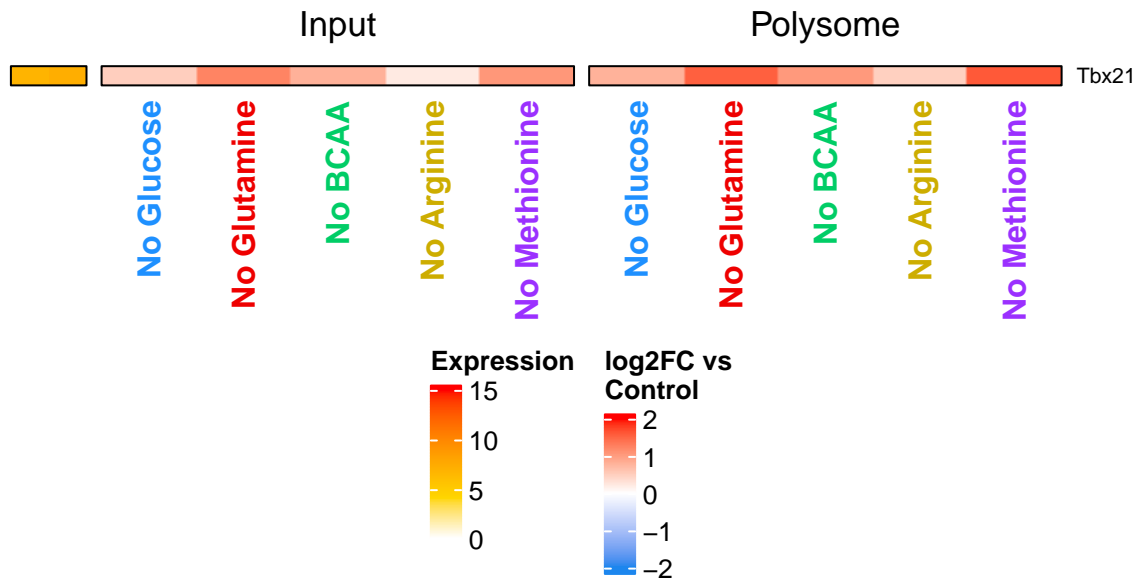 Input
Polysome
Tbx21
No Glucose
No Glutamine
No BCAA
No Arginine
No Methionine
No Glucose
No Glutamine
No BCAA
No Arginine
No Methionine
Expression
15
10
5
0
log2FC vs
Control
2
1
0
−1
−2